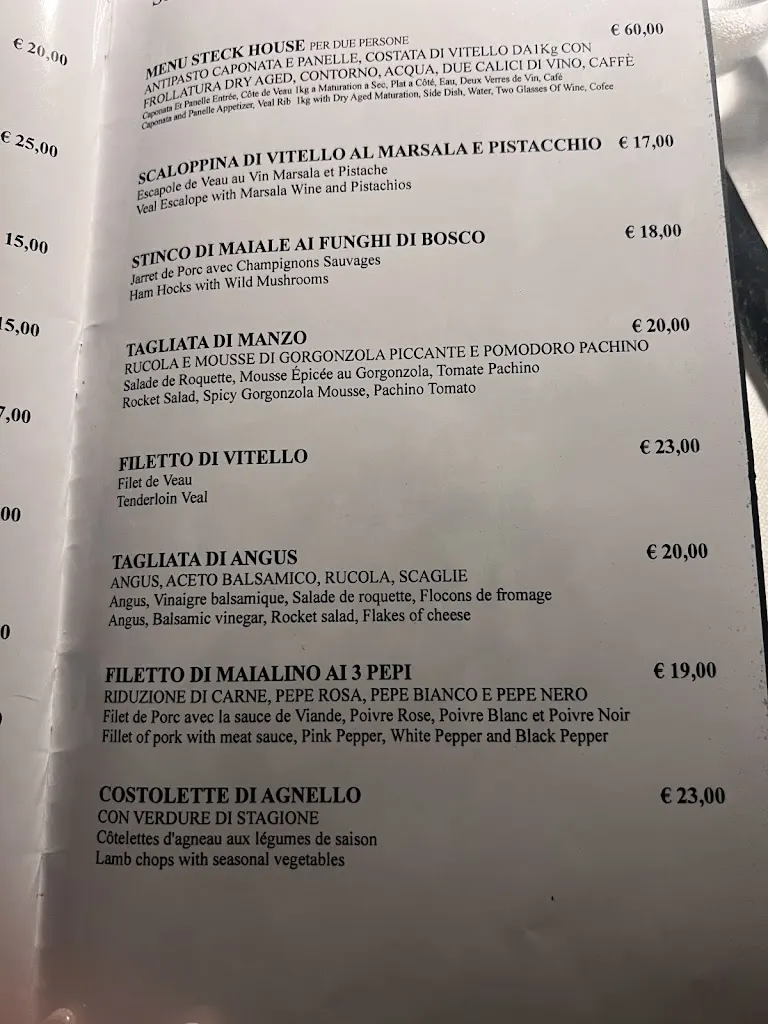 € 20,00
€ 25,00
15,00
15,00
7,00
00
0
MENU STECK HOUSE PER DUE PERSONE € 60,00
ANTIPASTO CAPONATA E PANELLE, COSTATA DI VITELLO DA1Kg CON
FROLLATURA DRY AGED, CONTORNO, ACQUA, DUE CALICI DI VINO, CAFFÈ
Caponata Et Panelle Entrée, Côte de Veau 1kg a Maturation a Sec, Plat a Côté, Eau, Deux Verres de Vin, Café
Caponata and Panelle Appetizer, Veal Rib 1kg with Dry Aged Maturation, Side Dish, Water, Two Glasses Of Wine, Cofee
SCALOPPINA DI VITELLO AL MARSALA E PISTACCHIO € 17,00
Escapole de Veau au Vin Marsala et Pistache
Veal Escalope with Marsala Wine and Pistachios
STINCO DI MAIALE AI FUNGHI DI BOSCO € 18,00
Jarret de Porc avec Champignons Sauvages
Ham Hocks with Wild Mushrooms
TAGLIATA DI MANZO € 20,00
RUCOLA E MOUSSE DI GORGONZOLA PICCANTE E POMODORO PACHINO
Salade de Roquette, Mousse Épicée au Gorgonzola, Tomate Pachino
Rocket Salad, Spicy Gorgonzola Mousse, Pachino Tomato
FILETTO DI VITELLO € 23,00
Filet de Veau
Tenderloin Veal
TAGLIATA DI ANGUS € 20,00
ANGUS, ACETO BALSAMICO, RUCOLA, SCAGLIE
Angus, Vinaigre balsamique, Salade de roquette, Flocons de fromage
Angus, Balsamic vinegar, Rocket salad, Flakes of cheese
FILETTO DI MAIALINO AI 3 PEPI € 19,00
RIDUZIONE DI CARNE, PEPE ROSA, PEPE BIANCO E PEPE NERO
Filet de Porc avec la sauce de Viande, Poivre Rose, Poivre Blanc et Poivre Noir
Fillet of pork with meat sauce, Pink Pepper, White Pepper and Black Pepper
COSTOLETTE DI AGNELLO € 23,00
CON VERDURE DI STAGIONE
Côtelettes d'agneau aux légumes de saison
Lamb chops with seasonal vegetables